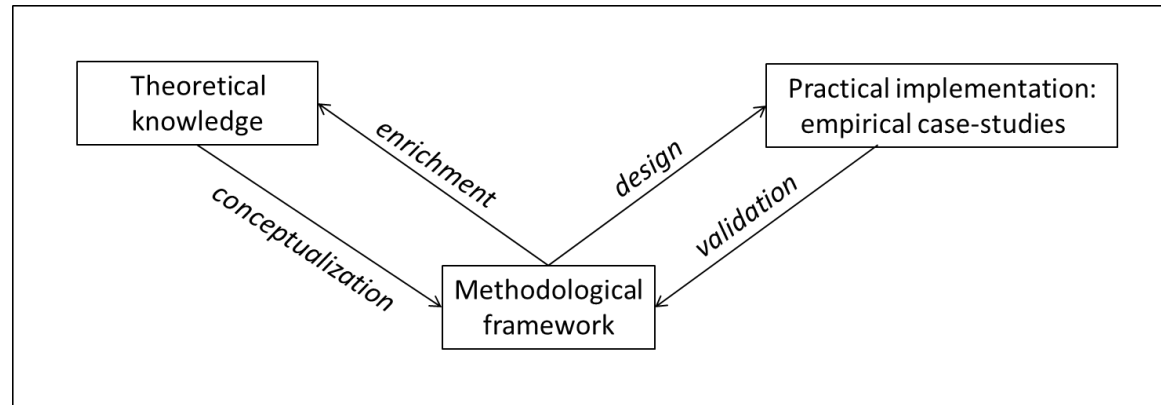 Theoretical
knowledge
Practical implementation:
empirical case-studies
enrichment
design
conceptualization
validation
Methodological
framework